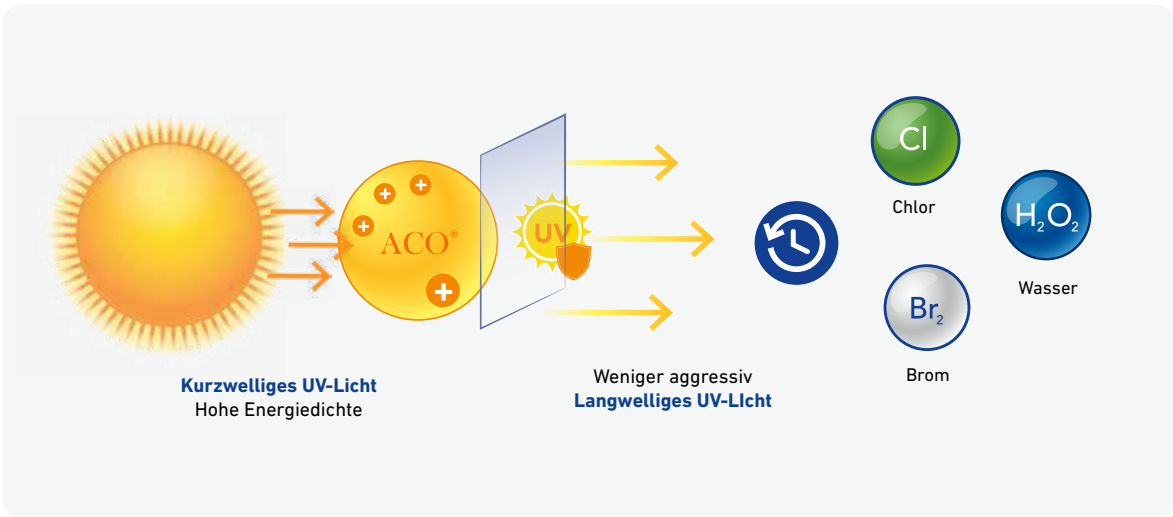 ACO®
UV
Cl
Chlor
H₂O₂
Wasser
Br₂
Brom
Kurzwelliges UV-Licht
Hohe Energiedichte
Weniger aggressiv
Langwelliges UV-LIcht